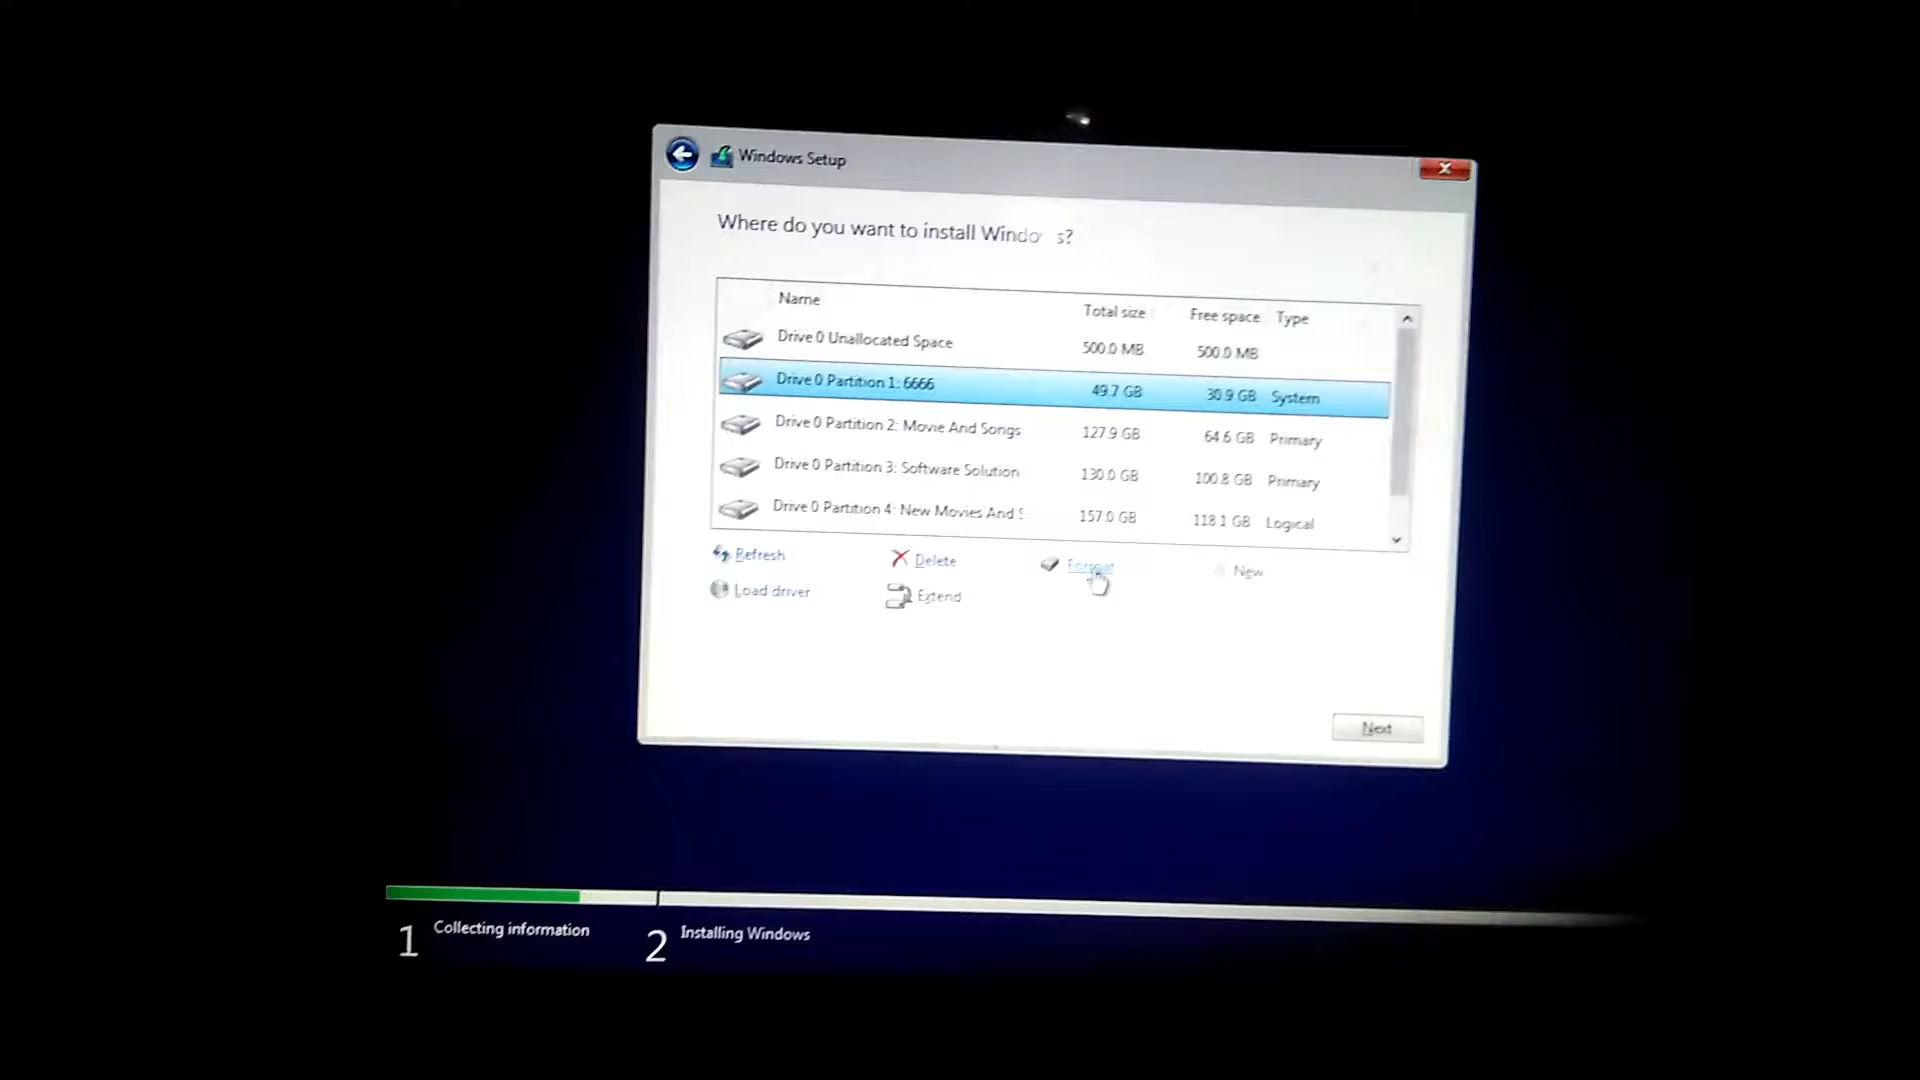 Windows Setup
Where do you want to install Windo s?
Name Total size Free space Type
Drive 0 Unallocated Space 500.0 MB 500.0 MB
Drive 0 Partition 1: 6666 49.7 GB 30.9 GB System
Drive 0 Partition 2: Movie And Songs 127.9 GB 64.6 GB Primary
Drive 0 Partition 3: Software Solution 130.0 GB 100.8 GB Primary
Drive 0 Partition 4: New Movies And S 157.0 GB 118.1 GB Logical
Refresh Delete Format New
Load driver Extend
Next
1 Collecting information 2 Installing Windows